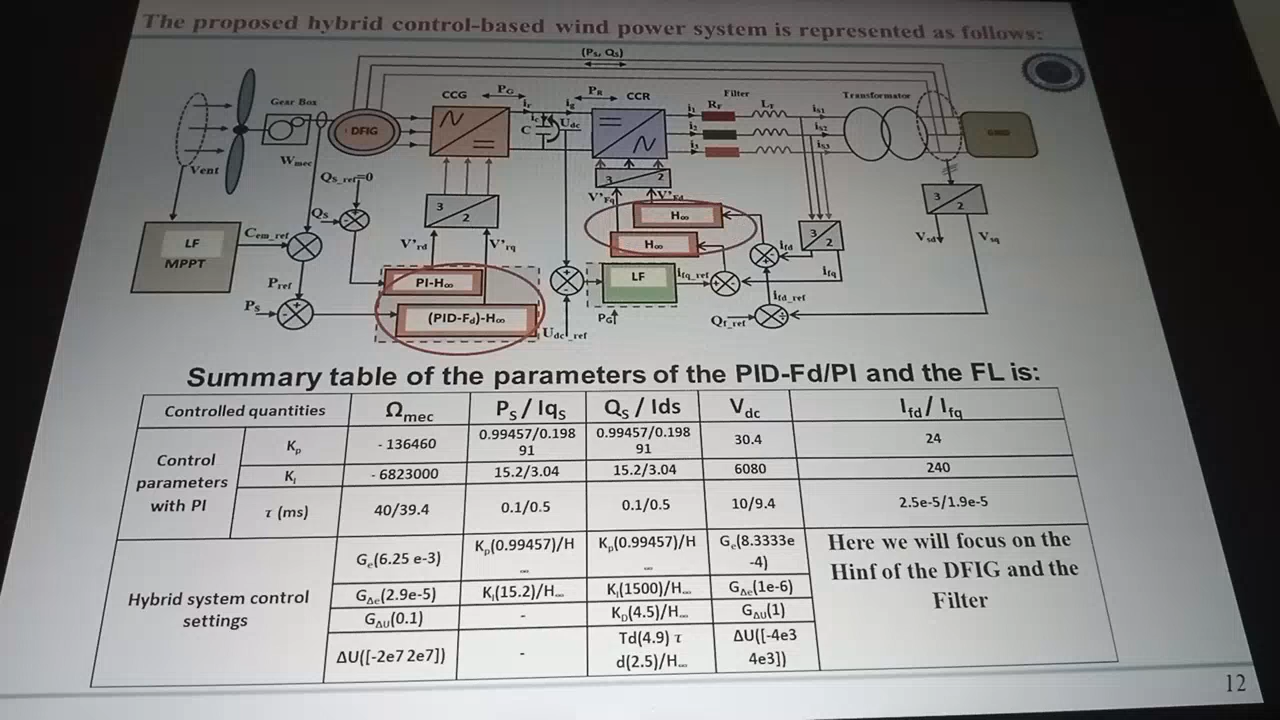 The proposed hybrid control-based wind power system is represented as follows:
(Ps, Qs)
Gear Box
CCG
PG
ir
ig
PR
CCR
Filter
RF
LF
Transformator
is1
is2
is3
i1
i2
i3
ic
C
Udc
DFIG
Vent
Wmec
Qs_ref=0
Qs
3
2
3
2
V'Fq
V'Fd
H∞
H∞
3
2
3
2
Vsd
Vsq
LF
MPPT
Cem_ref
V'rd
V'rq
ifd
ifq
PI-H∞
LF
ifq_ref
Pref
Ps
(PID-Fd)-H∞
Udc_ref
PG
Qf_ref
ifd_ref
Summary table of the parameters of the PID-Fd/PI and the FL is:
Controlled quantities
Ωmec
PS / Iqs
QS / Ids
Vdc
Ifd / Ifq
Control
parameters
with PI
Kp
- 136460
0.99457/0.198
91
0.99457/0.198
91
30.4
24
KI
- 6823000
15.2/3.04
15.2/3.04
6080
240
τ (ms)
40/39.4
0.1/0.5
0.1/0.5
10/9.4
2.5e-5/1.9e-5
Hybrid system control
settings
Ge(6.25 e-3)
Kp(0.99457)/H
∞
Kp(0.99457)/H
∞
Ge(8.3333e
-4)
Here we will focus on the
Hinf of the DFIG and the
Filter
GΔe(2.9e-5)
KI(15.2)/H∞
KI(1500)/H∞
GΔe(1e-6)
GΔU(0.1)
-
KD(4.5)/H∞
GΔU(1)
ΔU([-2e7 2e7])
-
Td(4.9) τ
d(2.5)/H∞
ΔU([-4e3
4e3])
12